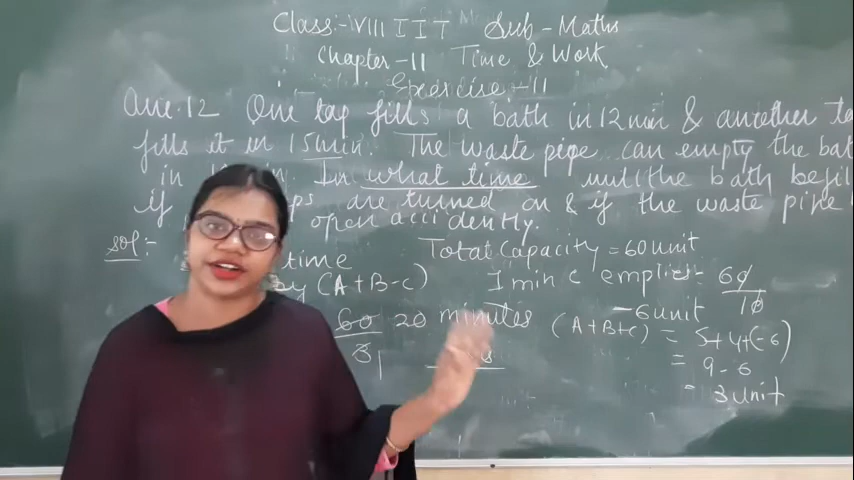 Class:-VIII IIT Sub-Maths
Chapter-11 Time & Work
Exercise-11
Que.12 One tap fills a bath in 12 min & another ta
fills it in 15 min. The waste pipe can empty the bat
in In what time will the bath be fil
if ps are turned on & if the waste pipe
open accidently.
Sol:- time Total Capacity = 60 unit
by (A+B-C) 1 min C empties = 60/10
60/3 20 minutes -6 unit
(A+B+C) = 5+4+(-6)
= 9-6
= 3 unit